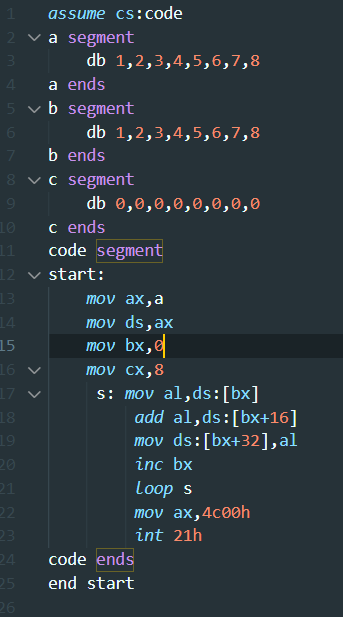 1 assume cs:code
2 a segment
3 db 1,2,3,4,5,6,7,8
4 a ends
5 b segment
6 db 1,2,3,4,5,6,7,8
7 b ends
8 c segment
9 db 0,0,0,0,0,0,0,0
10 c ends
11 code segment
12 start:
13 mov ax,a
14 mov ds,ax
15 mov bx,0
16 mov cx,8
17 s: mov al,ds:[bx]
18 add al,ds:[bx+16]
19 mov ds:[bx+32],al
20 inc bx
21 loop s
22 mov ax,4c00h
23 int 21h
24 code ends
25 end start
26